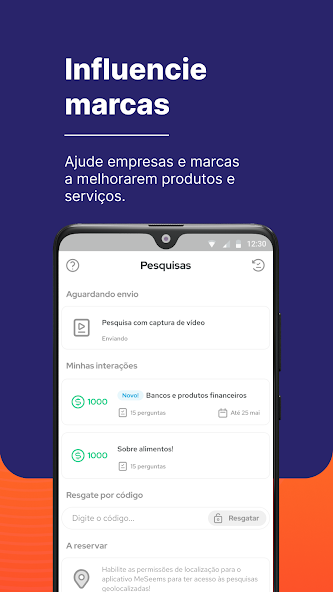 Influencie
marcas
Ajude empresas e marcas
a melhorarem produtos e
serviços.
12:30
Pesquisas
Aguardando envio
Pesquisa com captura de vídeo
Enviando
Minhas interações
1000
Novo! Bancos e produtos financeiros
15 perguntas
Até 25 mai
1000
Sobre alimentos!
15 perguntas
Resgate por código
Digite o código...
Resgatar
A reservar
Habilite as permissões de localização para o
aplicativo MeSeems para ter acesso às pesquisas
geolocalizadas!